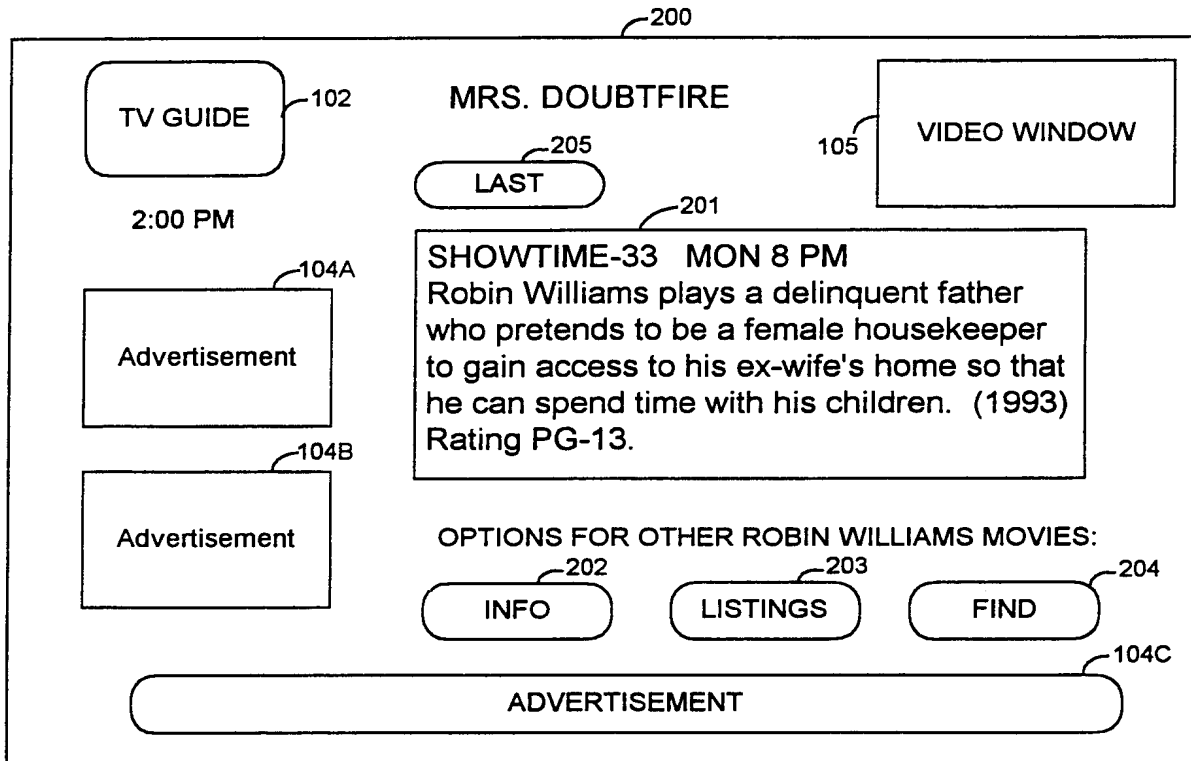 200
TV GUIDE
102
MRS. DOUBTFIRE
105
VIDEO WINDOW
205
LAST
2:00 PM
201
SHOWTIME-33 MON 8 PM
Robin Williams plays a delinquent father
who pretends to be a female housekeeper
to gain access to his ex-wife's home so that
he can spend time with his children. (1993)
Rating PG-13.
104A
Advertisement
104B
Advertisement
OPTIONS FOR OTHER ROBIN WILLIAMS MOVIES:
202
203
204
INFO
LISTINGS
FIND
104C
ADVERTISEMENT